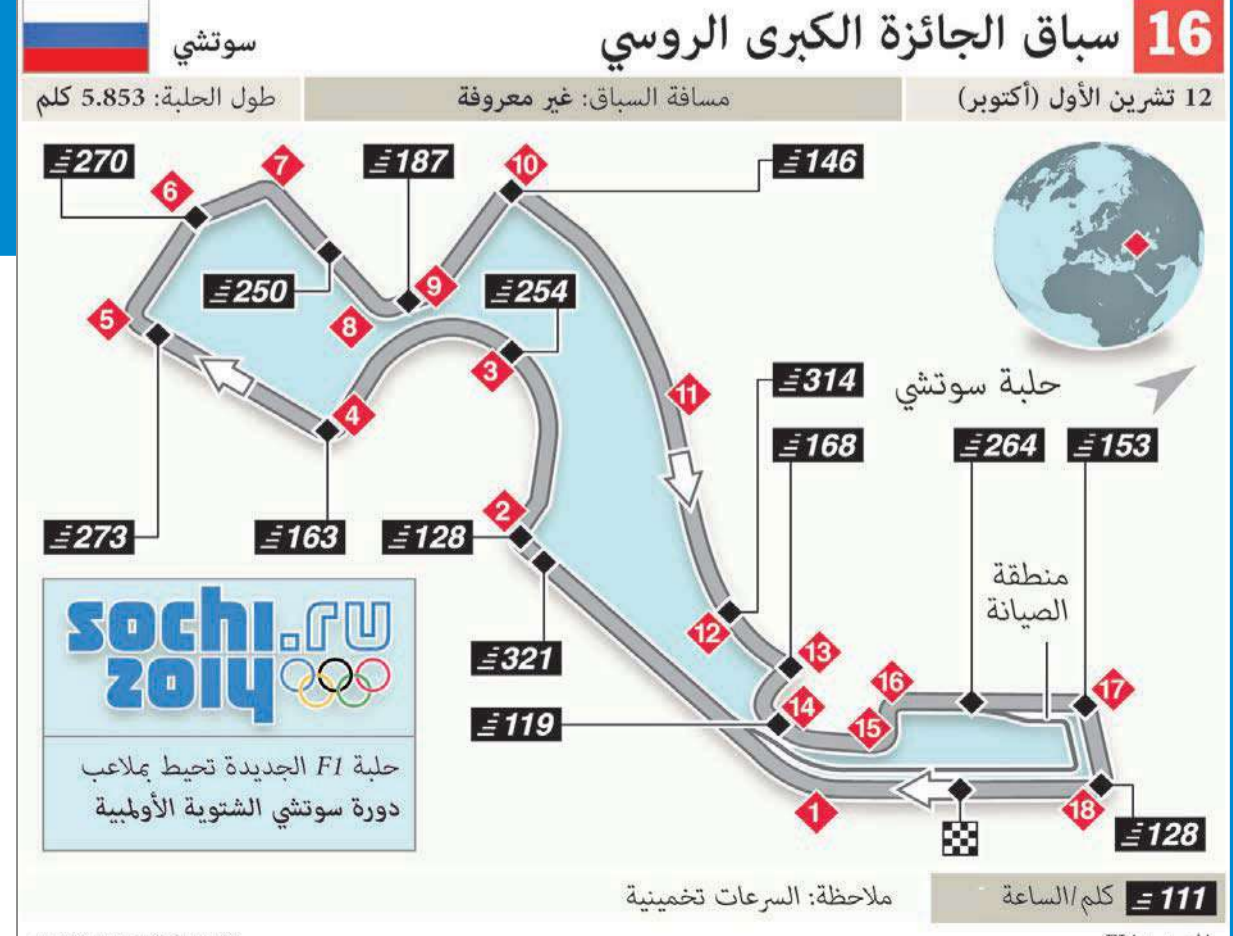 16 سباق الجائزة الكبرى الروسي
سوتشي
12 تشرين الأول (أكتوبر)
مسافة السباق: غير معروفة
طول الحلبة: 5.853 كلم
270
7
187
10
146
6
250
9
254
5
8
3
4
11
314
حلبة سوتشي
168
264
153
273
163
128
2
321
119
منطقة
الصيانة
12
13
14
15
16
17
18
1
128
sochi.ru
2014
حلبة F1 الجديدة تحيط بملاعب
دورة سوتشي الشتوية الأولمبية
111 كلم/الساعة
ملاحظة: السرعات تخمينية